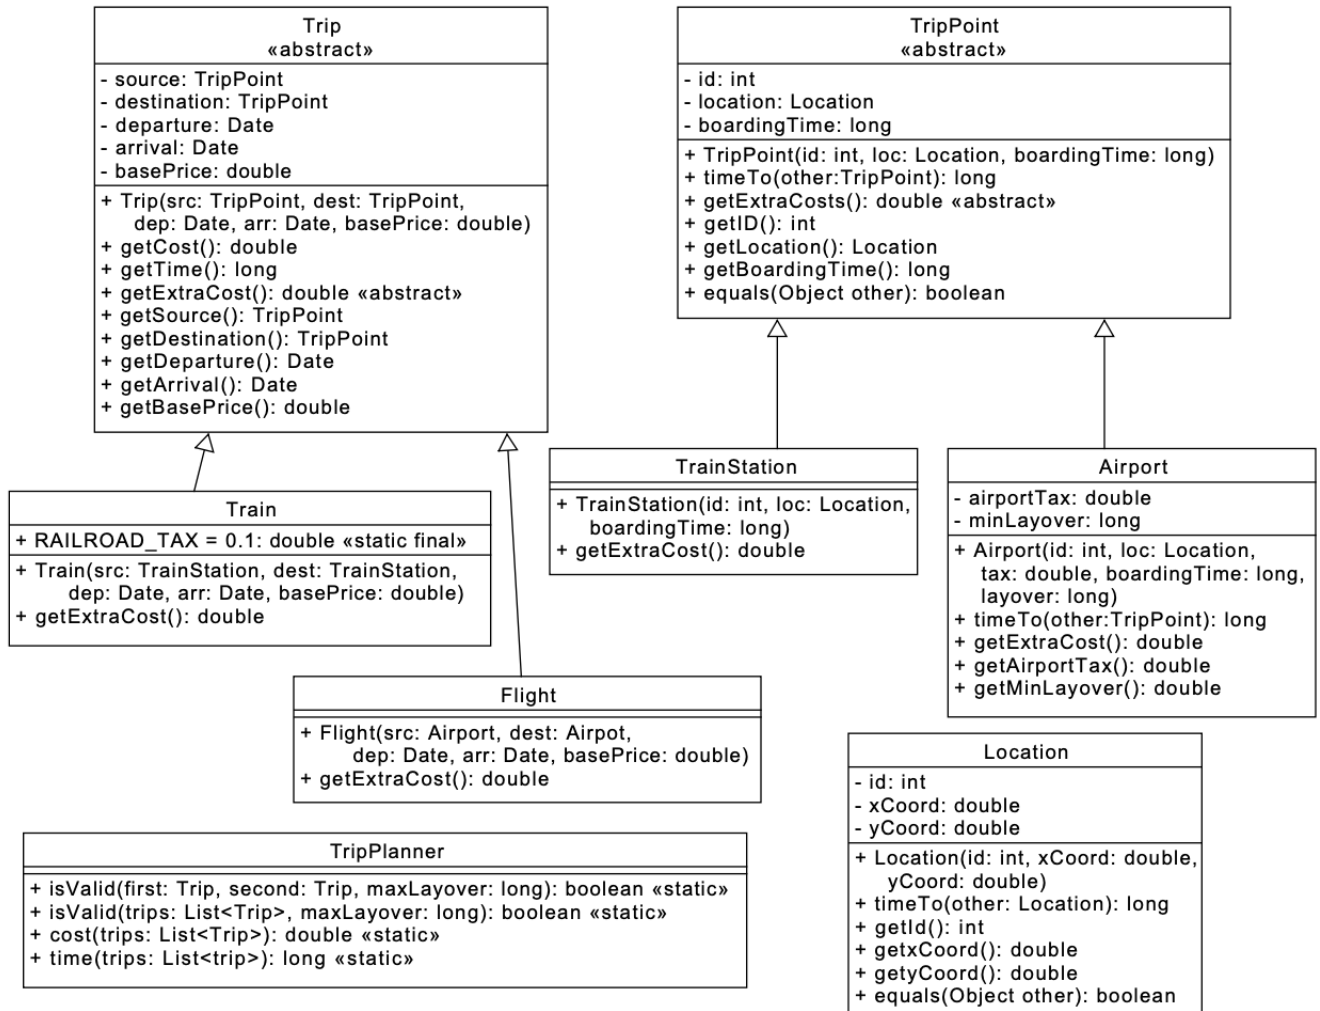 Trip
«abstract»
- source: TripPoint
- destination: TripPoint
- departure: Date
- arrival: Date
- basePrice: double
+ Trip(src: TripPoint, dest: TripPoint,
dep: Date, arr: Date, basePrice: double)
+ getCost(): double
+ getTime(): long
+ getExtraCost(): double «abstract»
+ getSource(): TripPoint
+ getDestination(): TripPoint
+ getDeparture(): Date
+ getArrival(): Date
+ getBasePrice(): double
TripPoint
«abstract»
- id: int
- location: Location
- boardingTime: long
+ TripPoint(id: int, loc: Location, boardingTime: long)
+ timeTo(other:TripPoint): long
+ getExtraCosts(): double «abstract»
+ getID(): int
+ getLocation(): Location
+ getBoardingTime(): long
+ equals(Object other): boolean
Train
+ RAILROAD_TAX = 0.1: double «static final»
+ Train(src: TrainStation, dest: TrainStation,
dep: Date, arr: Date, basePrice: double)
+ getExtraCost(): double
TrainStation
+ TrainStation(id: int, loc: Location,
boardingTime: long)
+ getExtraCost(): double
Airport
- airportTax: double
- minLayover: long
+ Airport(id: int, loc: Location,
tax: double, boardingTime: long,
layover: long)
+ timeTo(other:TripPoint): long
+ getExtraCost(): double
+ getAirportTax(): double
+ getMinLayover(): double
Flight
+ Flight(src: Airport, dest: Airpot,
dep: Date, arr: Date, basePrice: double)
+ getExtraCost(): double
Location
- id: int
- xCoord: double
- yCoord: double
+ Location(id: int, xCoord: double,
yCoord: double)
+ timeTo(other: Location): long
+ getId(): int
+ getxCoord(): double
+ getyCoord(): double
+ equals(Object other): boolean
TripPlanner
+ isValid(first: Trip, second: Trip, maxLayover: long): boolean «static»
+ isValid(trips: List<Trip>, maxLayover: long): boolean «static»
+ cost(trips: List<Trip>): double «static»
+ time(trips: List<trip>): long «static»